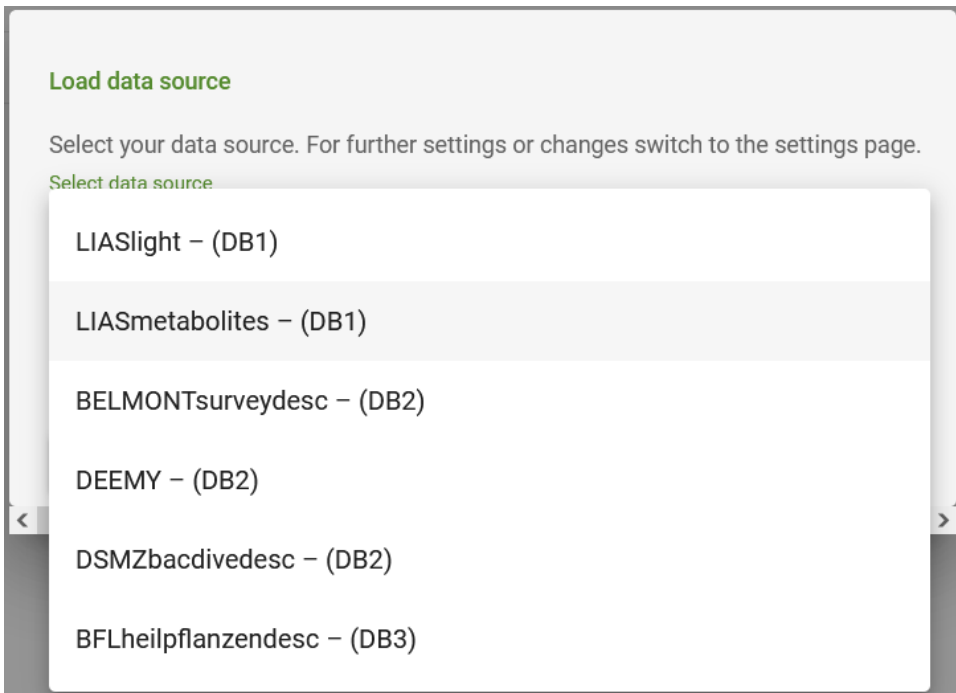 Load data source
Select your data source. For further settings or changes switch to the settings page.
Select data source
LIASlight – (DB1)
LIASmetabolites – (DB1)
BELMONTsurveydesc – (DB2)
DEEMY – (DB2)
DSMZbacdivedesc – (DB2)
BFLheilpflanzendesc – (DB3)